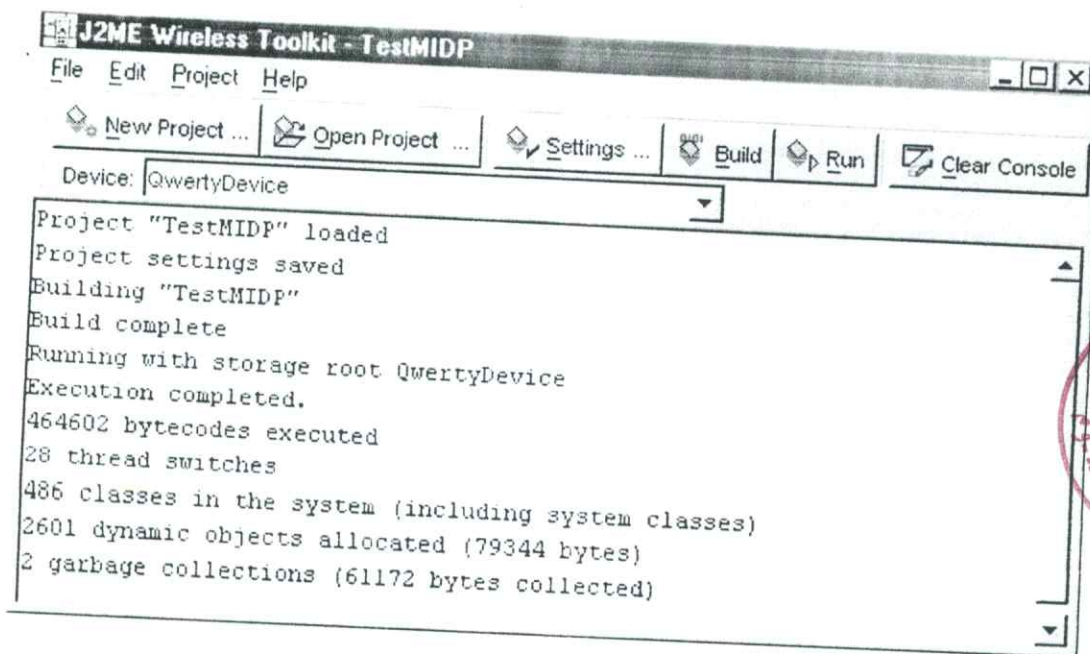 J2ME Wireless Toolkit - TestMIDP
File Edit Project Help
New Project ... Open Project ... Settings ... Build Run Clear Console
Device: QwertyDevice
Project "TestMIDP" loaded
Project settings saved
Building "TestMIDP"
Build complete
Running with storage root QwertyDevice
Execution completed.
464602 bytecodes executed
28 thread switches
486 classes in the system (including system classes)
2601 dynamic objects allocated (79344 bytes)
2 garbage collections (61172 bytes collected)